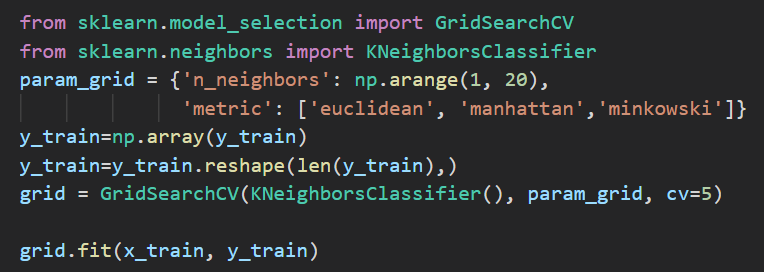 from sklearn.model_selection import GridSearchCV
from sklearn.neighbors import KNeighborsClassifier
param_grid = {'n_neighbors': np.arange(1, 20),
              'metric': ['euclidean', 'manhattan','minkowski']}
y_train=np.array(y_train)
y_train=y_train.reshape(len(y_train),)
grid = GridSearchCV(KNeighborsClassifier(), param_grid, cv=5)
grid.fit(x_train, y_train)